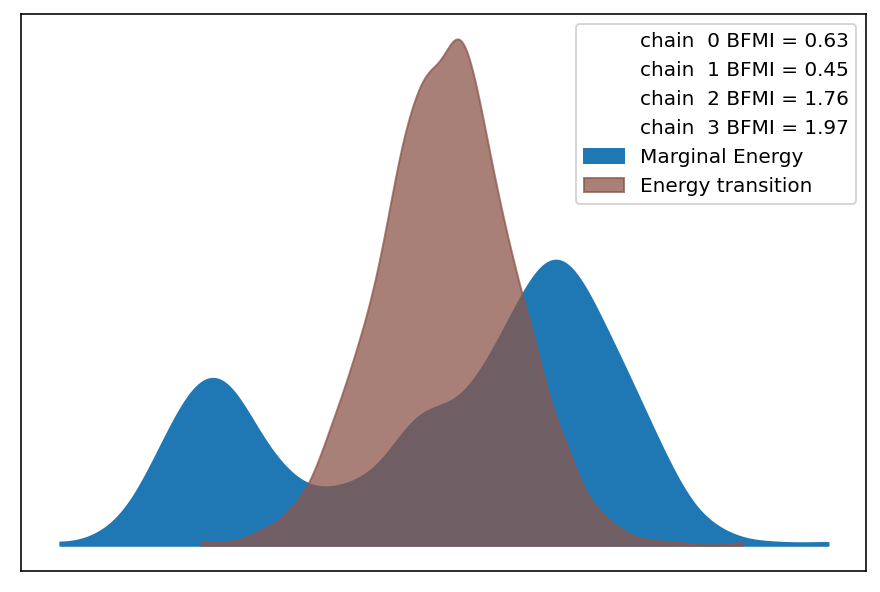 chain  0 BFMI = 0.63
chain  1 BFMI = 0.45
chain  2 BFMI = 1.76
chain  3 BFMI = 1.97
Marginal Energy
Energy transition